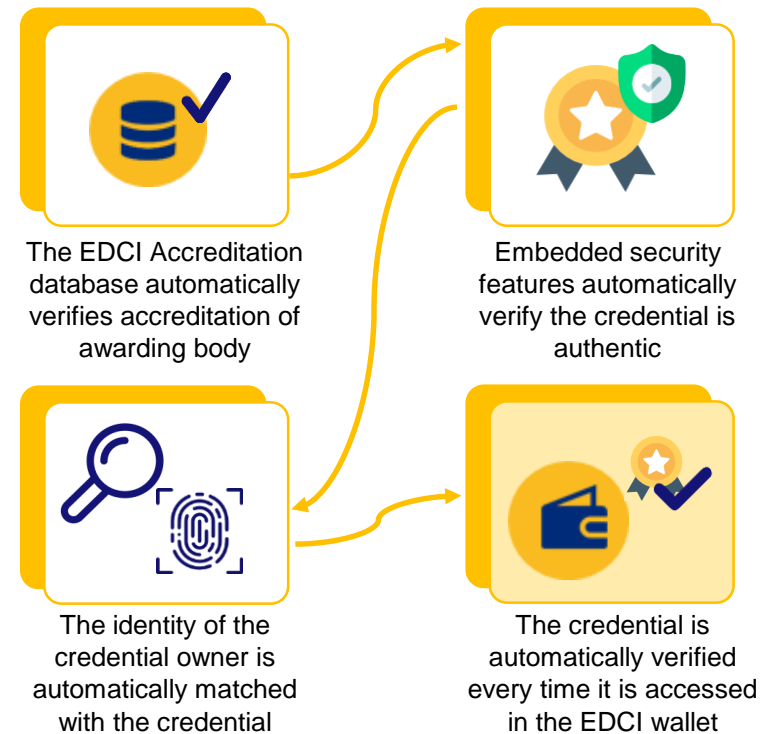 The EDCI Accreditation
database automatically
verifies accreditation of
awarding body
Embedded security
features automatically
verify the credential is
authentic
The identity of the
credential owner is
automatically matched
with the credential
The credential is
automatically verified
every time it is accessed
in the EDCI wallet